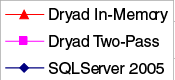 Dryad In-Memory
Dryad Two-Pass
SQLServer 2005